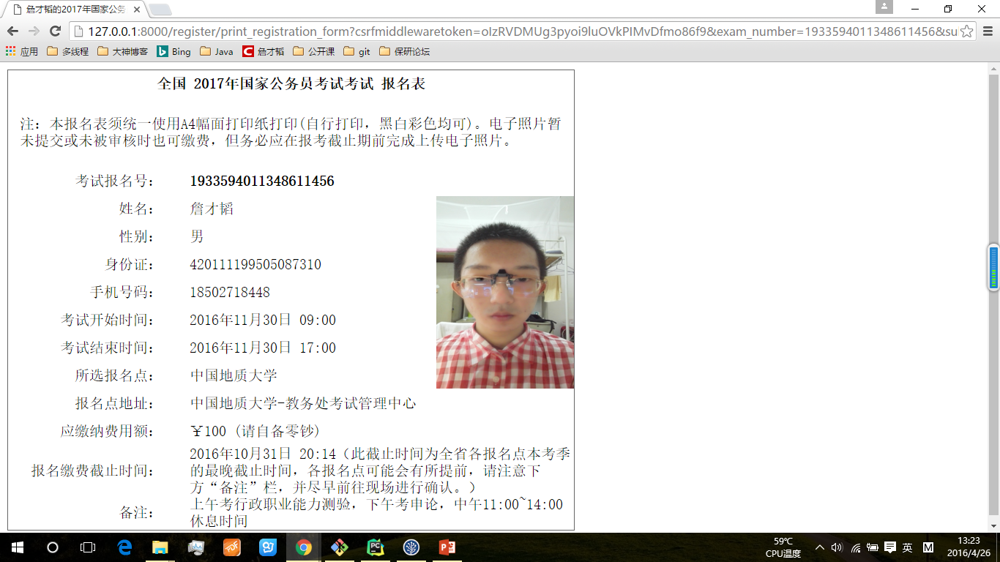 詹才韬的2017年国家公务
127.0.0.1:8000/register/print_registration_form?csrfmiddlewaretoken=oIzRVDMUg3pyoi9luOVkPIMvDfmo86f9&exam_number=1933594011348611456&su
应用 多线程 大神博客 Bing Java 詹才韬 公开课 git 保研论坛
全国 2017年国家公务员考试考试 报名表
注：本报名表须统一使用A4幅面打印纸打印(自行打印，黑白彩色均可)。电子照片暂
未提交或未被审核时也可缴费，但务必应在报考截止期前完成上传电子照片。
考试报名号： 1933594011348611456
姓名： 詹才韬
性别： 男
身份证： 420111199505087310
手机号码： 18502718448
考试开始时间： 2016年11月30日 09:00
考试结束时间： 2016年11月30日 17:00
所选报名点： 中国地质大学
报名点地址： 中国地质大学-教务处考试管理中心
应缴纳费用额： ￥100 (请自备零钞)
2016年10月31日 20:14（此截止时间为全省各报名点本考季
报名缴费截止时间： 的最晚截止时间，各报名点可能会有所提前，请注意下
方“备注”栏，并尽早前往现场进行确认。）
上午考行政职业能力测验，下午考申论，中午11:00~14:00
备注： 休息时间
59℃
CPU温度
英
M
13:23
2016/4/26